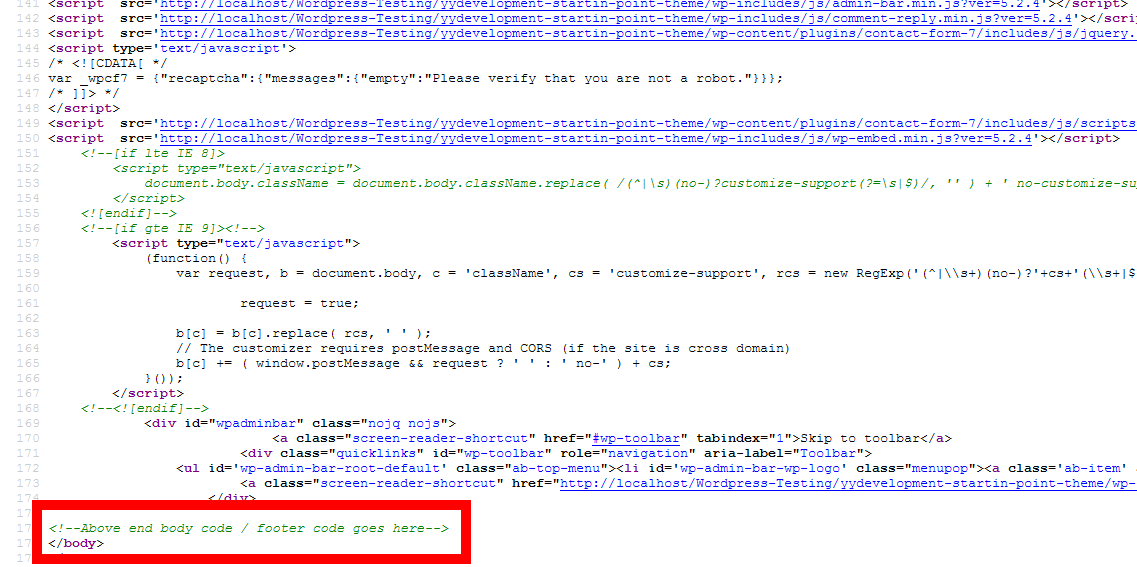 141 <script  src='http://localhost/Wordpress-Testing/yydevelopment-startin-point-theme/wp-includes/js/admin-bar.min.js?ver=5.2.4'></script>
142 <script  src='http://localhost/Wordpress-Testing/yydevelopment-startin-point-theme/wp-includes/js/comment-reply.min.js?ver=5.2.4'></scri
143 <script  src='http://localhost/Wordpress-Testing/yydevelopment-startin-point-theme/wp-content/plugins/contact-form-7/includes/js/jquery.
144 <script type='text/javascript'>
145 /* <![CDATA[ */
146 var _wpcf7 = {"recaptcha":{"messages":{"empty":"Please verify that you are not a robot."}}};
147 /* ]]> */
148 </script>
149 <script  src='http://localhost/Wordpress-Testing/yydevelopment-startin-point-theme/wp-content/plugins/contact-form-7/includes/js/scripts
150 <script  src='http://localhost/Wordpress-Testing/yydevelopment-startin-point-theme/wp-includes/js/wp-embed.min.js?ver=5.2.4'></script>
151     <!--[if lte IE 8]>
152         <script type="text/javascript">
153             document.body.className = document.body.className.replace( /(^|\s)(no-)?customize-support(?=\s|$)/, '' ) + ' no-customize-su
154         </script>
155     <![endif]-->
156     <!--[if gte IE 9]><!-->
157         <script type="text/javascript">
158             (function() {
159                 var request, b = document.body, c = 'className', cs = 'customize-support', rcs = new RegExp('(^|\\s+)(no-)?'+cs+'(\\s+|$
160
161                         request = true;
162
163                 b[c] = b[c].replace( rcs, ' ' );
164                 // The customizer requires postMessage and CORS (if the site is cross domain)
165                 b[c] += ( window.postMessage && request ? ' ' : ' no-' ) + cs;
166             }());
167         </script>
168     <!--<![endif]-->
169             <div id="wpadminbar" class="nojq nojs">
170                             <a class="screen-reader-shortcut" href="#wp-toolbar" tabindex="1">Skip to toolbar</a>
171                         <div class="quicklinks" id="wp-toolbar" role="navigation" aria-label="Toolbar">
172                 <ul id='wp-admin-bar-root-default' class="ab-top-menu"><li id='wp-admin-bar-wp-logo' class="menupop"><a class='ab-item'
173                         <a class="screen-reader-shortcut" href="http://localhost/Wordpress-Testing/yydevelopment-startin-point-theme/wp-
174                     </div>
<!--Above end body code / footer code goes here-->
</body>